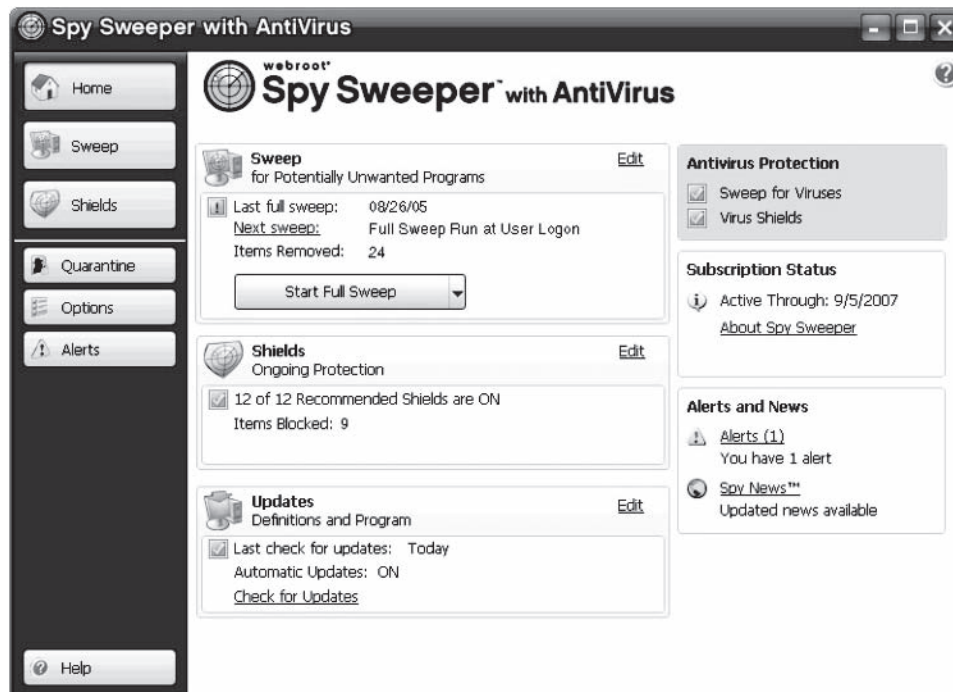 Spy Sweeper with AntiVirus
Home
Sweep
Shields
Quarantine
Options
Alerts
Help
webroot®
Spy Sweeper™ with AntiVirus
Sweep
Edit
for Potentially Unwanted Programs
Last full sweep: 08/26/05
Next sweep: Full Sweep Run at User Logon
Items Removed: 24
Start Full Sweep
Shields
Edit
Ongoing Protection
12 of 12 Recommended Shields are ON
Items Blocked: 9
Updates
Edit
Definitions and Program
Last check for updates: Today
Automatic Updates: ON
Check for Updates
Antivirus Protection
Sweep for Viruses
Virus Shields
Subscription Status
Active Through: 9/5/2007
About Spy Sweeper
Alerts and News
Alerts (1)
You have 1 alert
Spy News™
Updated news available